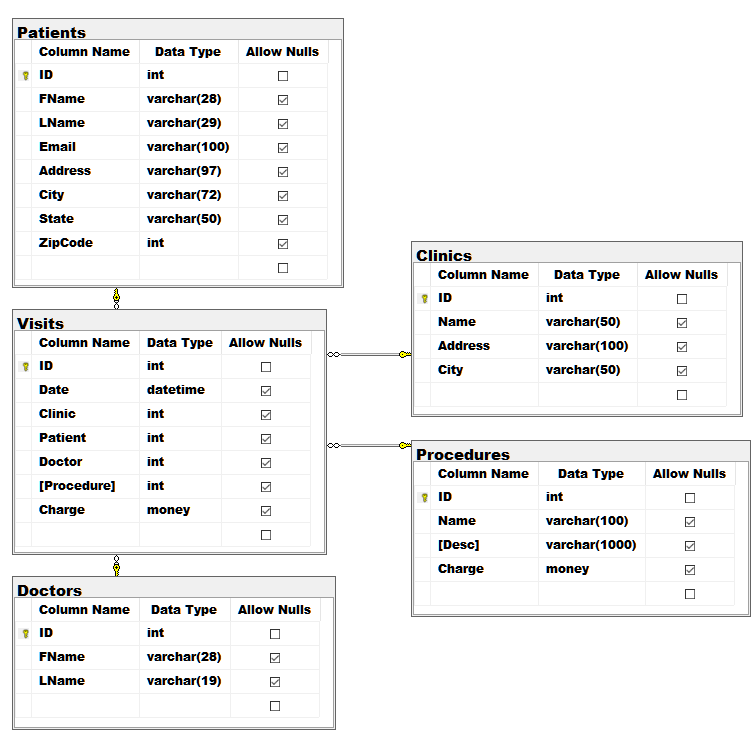 Patients
Column Name Data Type Allow Nulls
ID int
FName varchar(28)
LName varchar(29)
Email varchar(100)
Address varchar(97)
City varchar(72)
State varchar(50)
ZipCode int
Visits
Column Name Data Type Allow Nulls
ID int
Date datetime
Clinic int
Patient int
Doctor int
[Procedure] int
Charge money
Doctors
Column Name Data Type Allow Nulls
ID int
FName varchar(28)
LName varchar(19)
Clinics
Column Name Data Type Allow Nulls
ID int
Name varchar(50)
Address varchar(100)
City varchar(50)
Procedures
Column Name Data Type Allow Nulls
ID int
Name varchar(100)
[Desc] varchar(1000)
Charge money